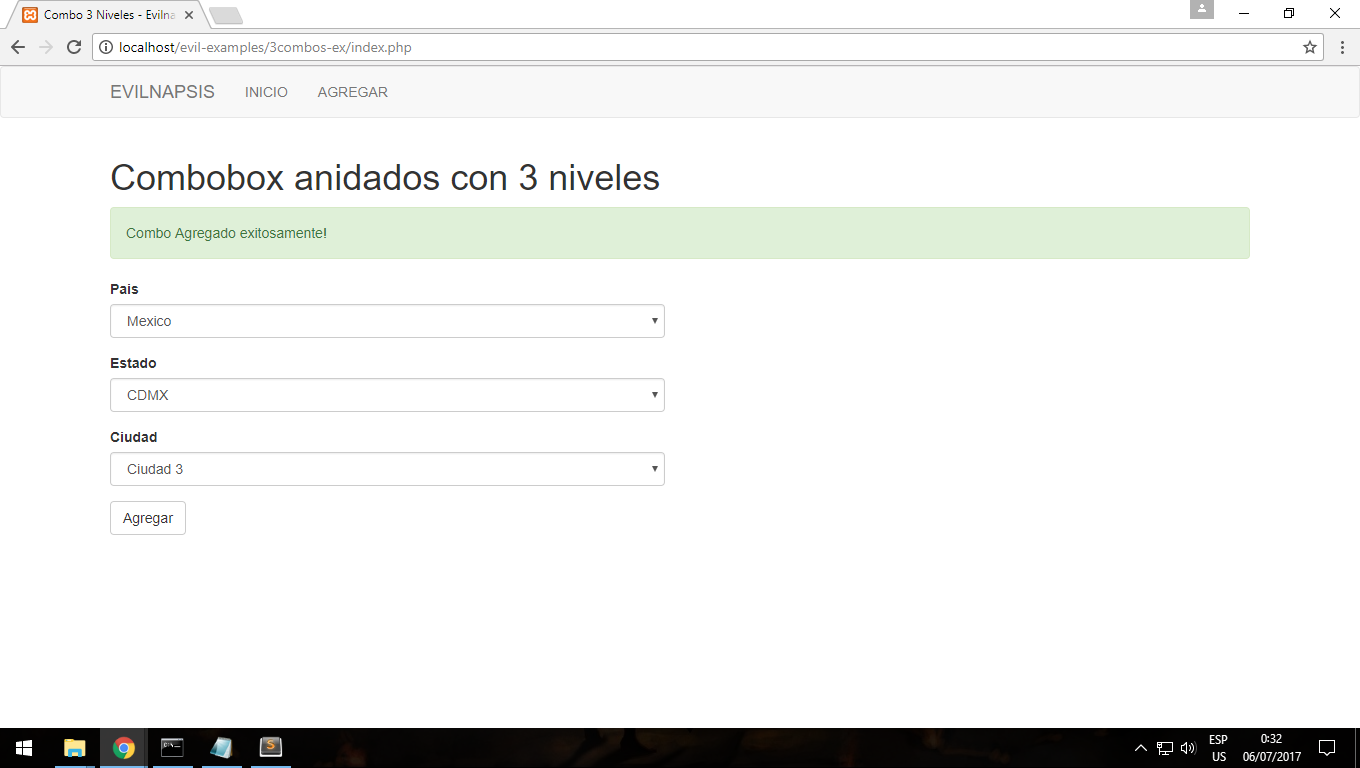 Combo 3 Niveles - Evilna
localhost/evil-examples/3combos-ex/index.php
EVILNAPSIS INICIO AGREGAR
Combobox anidados con 3 niveles
Combo Agregado exitosamente!
Pais
Mexico
Estado
CDMX
Ciudad
Ciudad 3
Agregar
ESP 0:32
US 06/07/2017